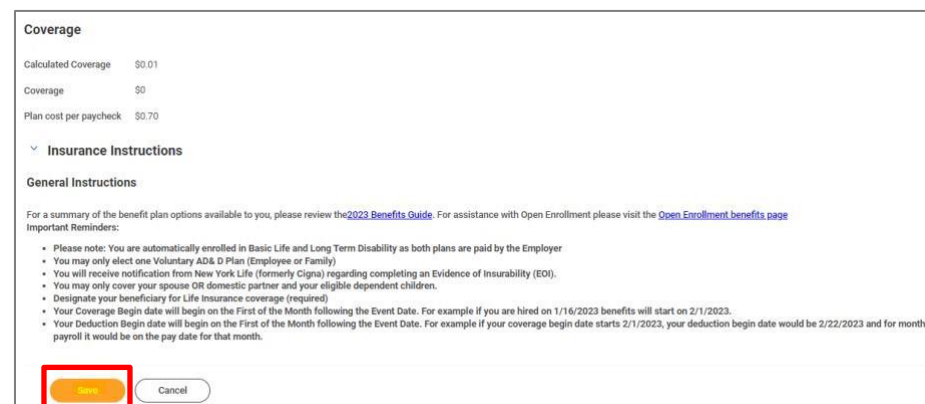 Coverage
Calculated Coverage $0.01
Coverage $0
Plan cost per paycheck $0.70
Insurance Instructions
General Instructions
For a summary of the benefit plan options available to you, please review the2023 Benefits Guide. For assistance with Open Enrollment please visit the Open Enrollment benefits page
Important Reminders:
• Please note: You are automatically enrolled in Basic Life and Long Term Disability as both plans are paid by the Employer
• You may only elect one Voluntary AD& D Plan (Employee or Family)
• You will receive notification from New York Life (formerly Cigna) regarding completing an Evidence of Insurability (EOI).
• You may only cover your spouse OR domestic partner and your eligible dependent children.
• Designate your beneficiary for Life Insurance coverage (required)
• Your Coverage Begin date will begin on the First of the Month following the Event Date. For example if you are hired on 1/16/2023 benefits will start on 2/1/2023.
• Your Deduction Begin date will begin on the First of the Month following the Event Date. For example if your coverage begin date starts 2/1/2023, your deduction begin date would be 2/22/2023 and for month
payroll it would be on the pay date for that month.
Save Cancel